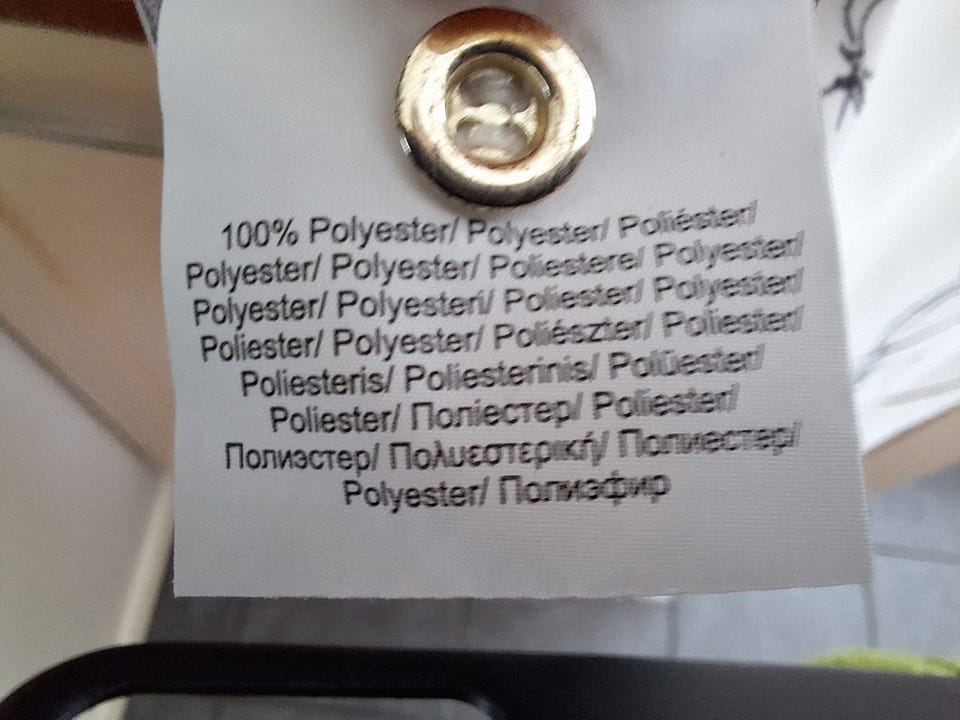 100% Polyester/ Polyester/ Poliéster/
Polyester/ Polyester/ Poliestere/ Polyester/
Polyester/ Polyesteri/ Poliester/ Polyester/
Poliester/ Polyester/ Poliészter/ Poliester/
Poliesteris/ Poliesterinis/ Polüester/
Poliester/ Поліестер/ Poliester/
Полиэстер/ Πολυεστερική/ Полиестер/
Polyester/ Полиэфир